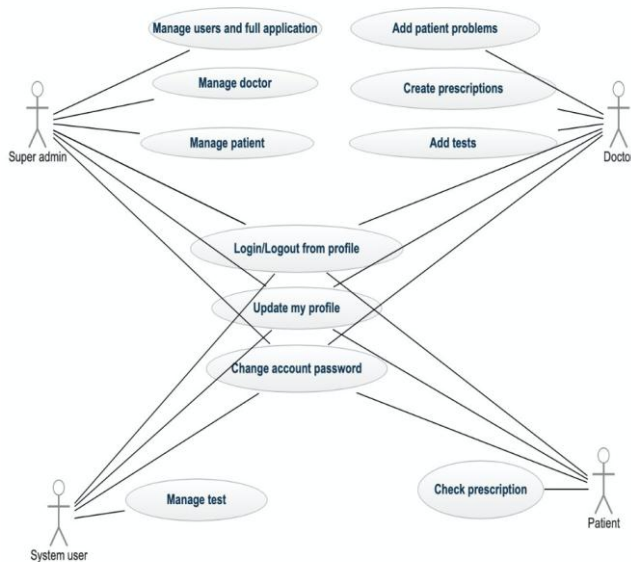 Manage users and full application
Add patient problems
Manage doctor
Create prescriptions
Manage patient
Add tests
Super admin
Doctor
Login/Logout from profile
Update my profile
Change account password
Manage test
Check prescription
System user
Patient